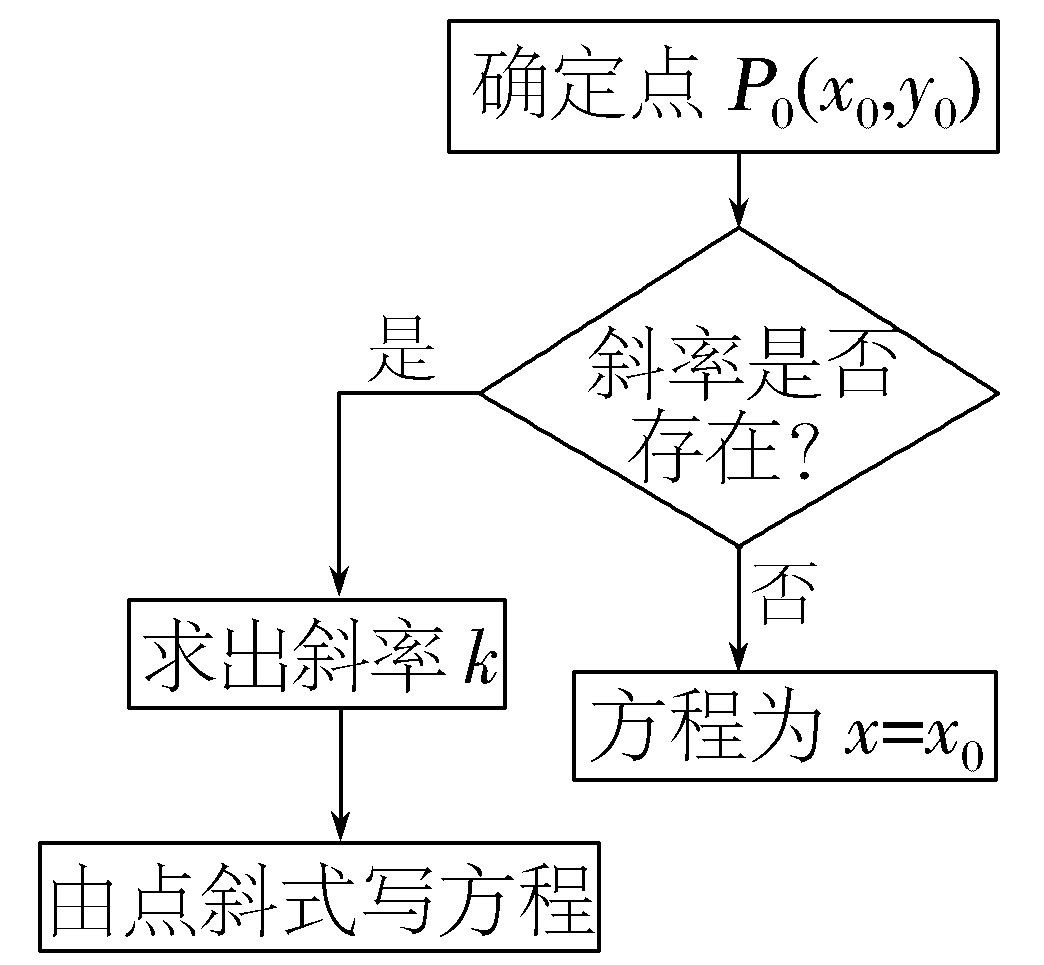 确定点 P₀(x₀,y₀)
是
斜率是否
存在?
否
求出斜率 k
方程为 x=x₀
由点斜式写方程